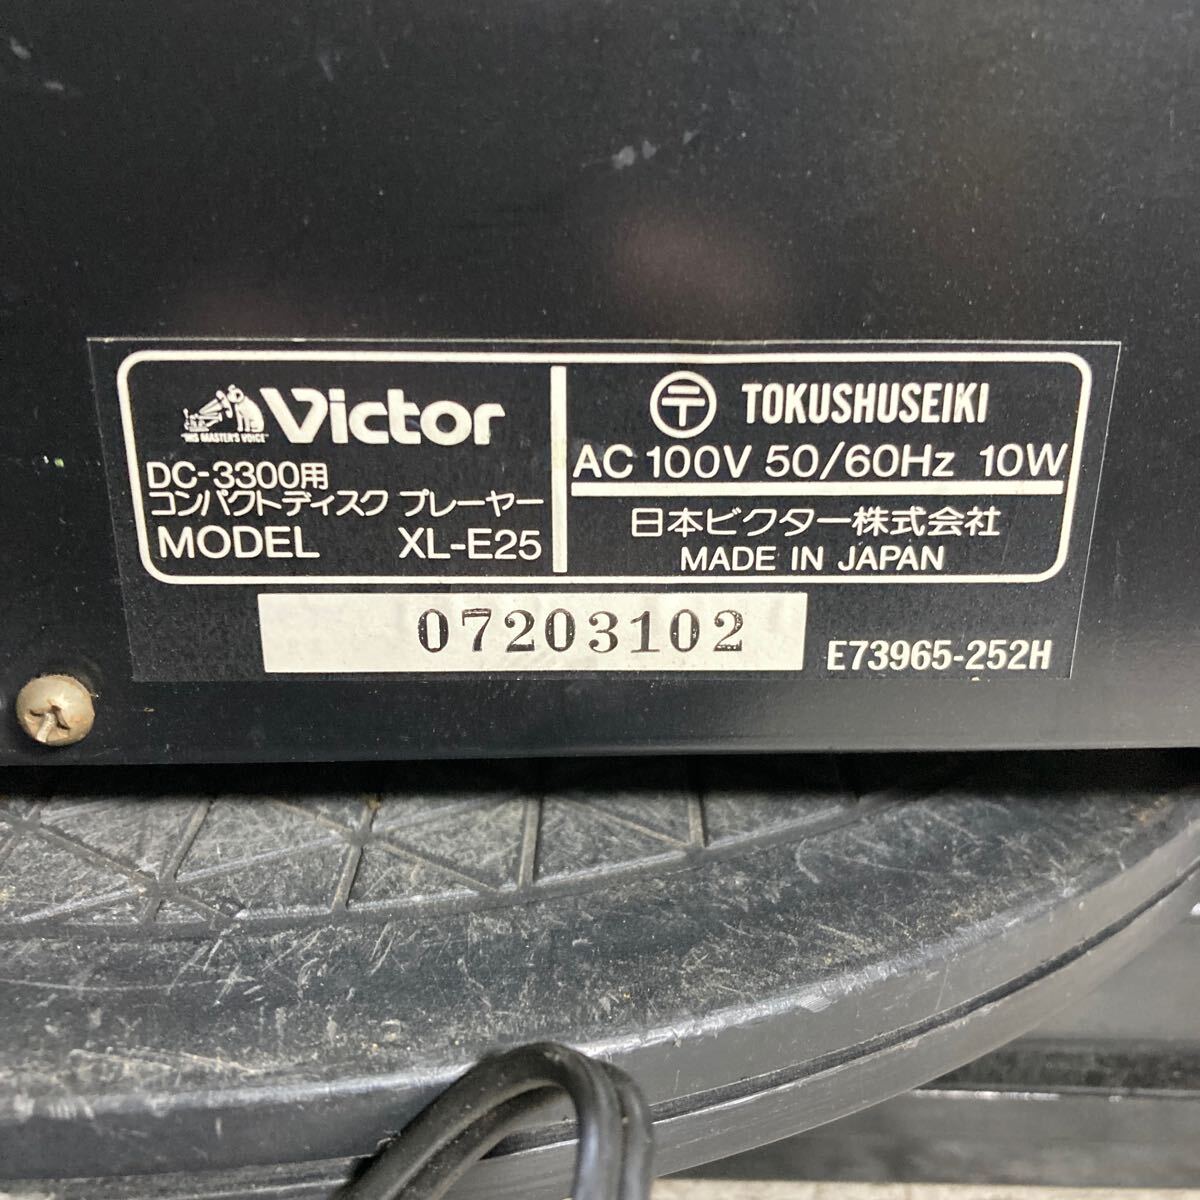 "HIS MASTER'S VOICE"
Victor
DC-3300用
コンパクトディスク プレーヤー
MODEL XL-E25
〒 TOKUSHUSEIKI
AC 100V 50/60Hz 10W
日本ビクター株式会社
MADE IN JAPAN
07203102
E73965-252H